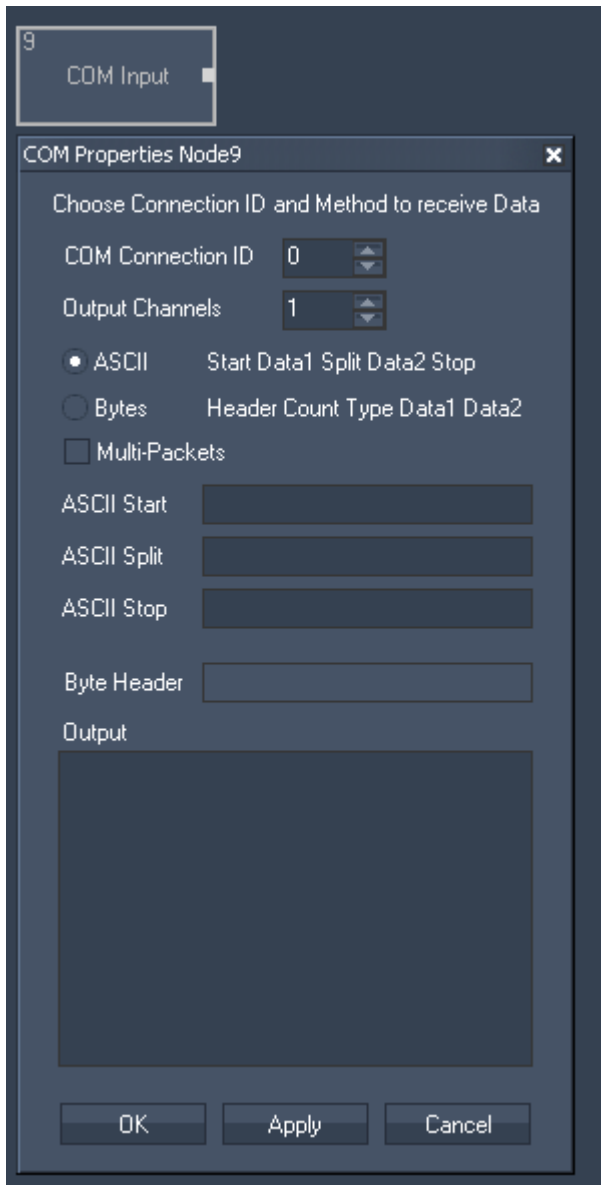 9
COM Input
COM Properties Node9
Choose Connection ID and Method to receive Data
COM Connection ID 0
Output Channels 1
ASCII Start Data1 Split Data2 Stop
Bytes Header Count Type Data1 Data2
Multi-Packets
ASCII Start
ASCII Split
ASCII Stop
Byte Header
Output
OK Apply Cancel